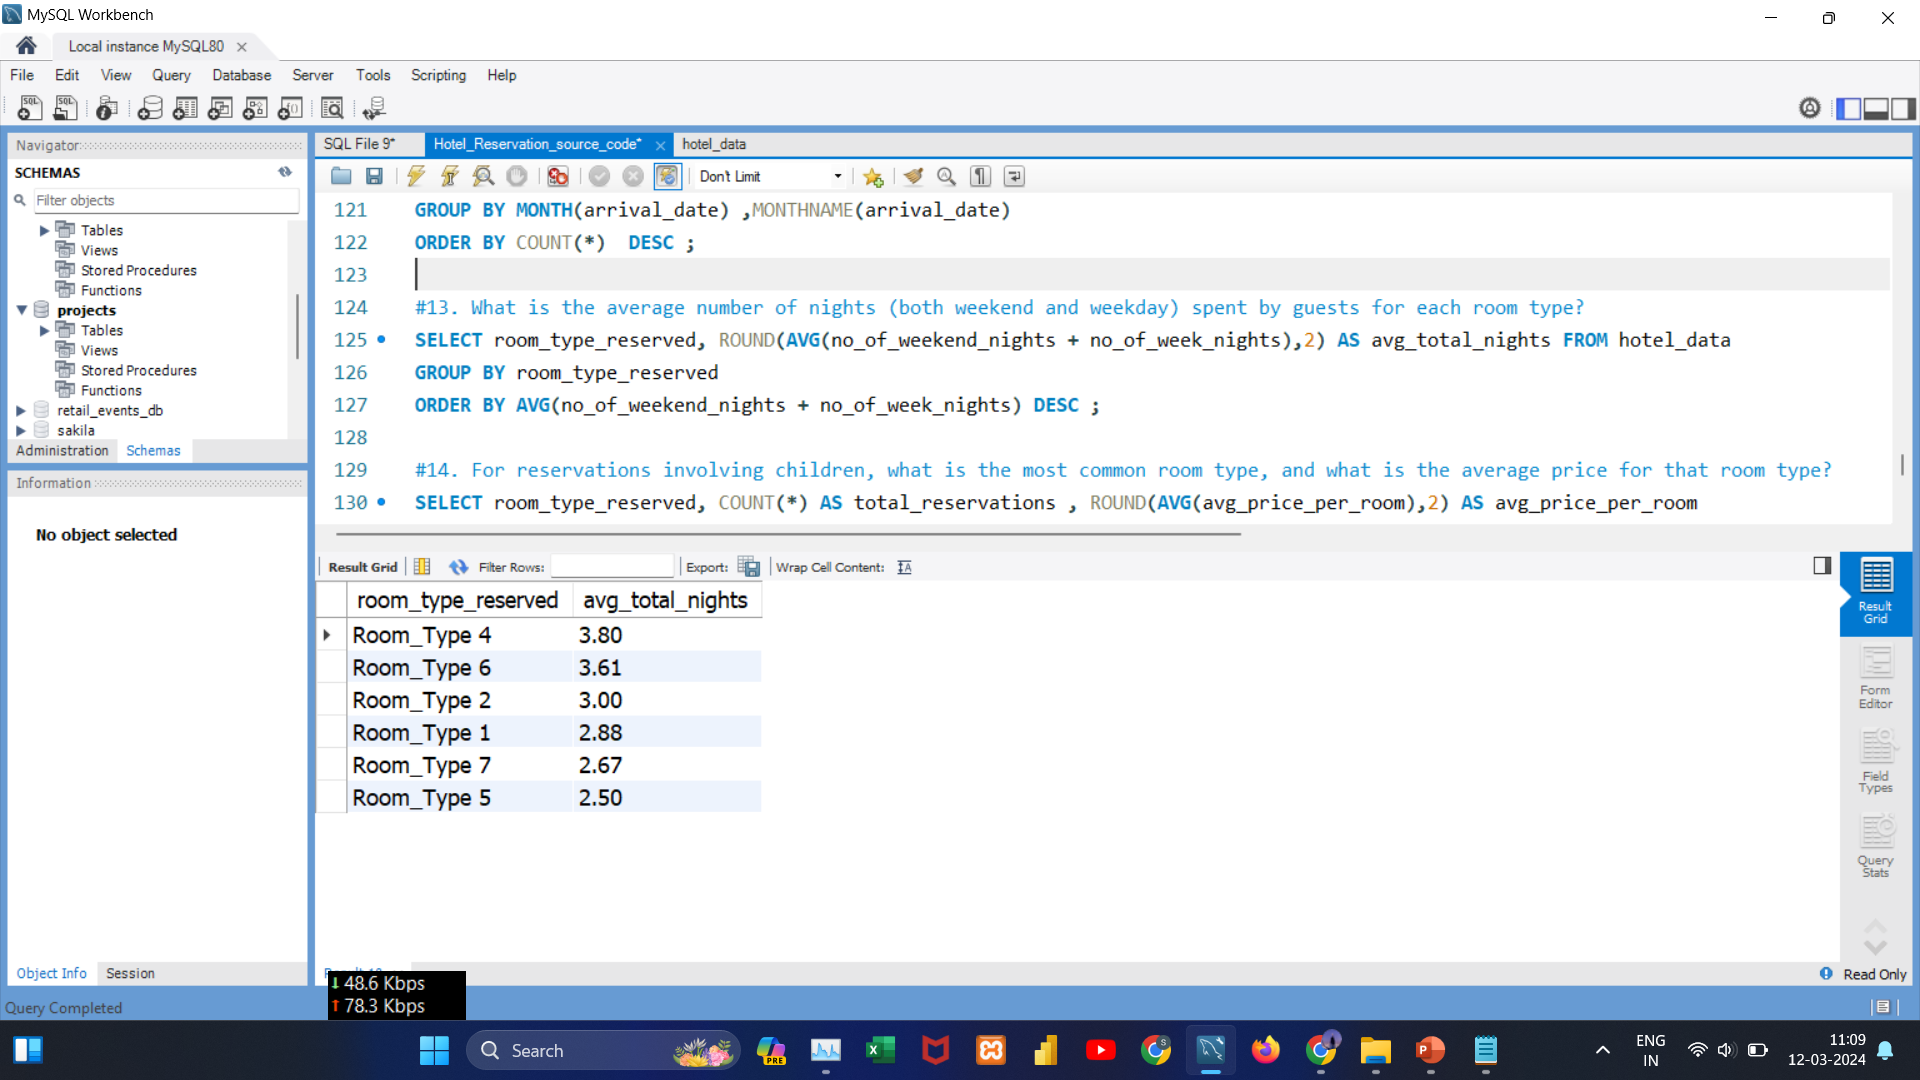 MySQL Workbench
Local instance MySQL80
File Edit View Query Database Server Tools Scripting Help
Navigator
SCHEMAS
Filter objects
Tables
Views
Stored Procedures
Functions
projects
Tables
Views
Stored Procedures
Functions
retail_events_db
sakila
Administration Schemas
Information
No object selected
Object Info Session
Query Completed
SQL File 9* Hotel_Reservation_source_code* hotel_data
Don't Limit
121 GROUP BY MONTH(arrival_date) ,MONTHNAME(arrival_date)
122 ORDER BY COUNT(*)  DESC ;
123
124 #13. What is the average number of nights (both weekend and weekday) spent by guests for each room type?
125 SELECT room_type_reserved, ROUND(AVG(no_of_weekend_nights + no_of_week_nights),2) AS avg_total_nights FROM hotel_data
126 GROUP BY room_type_reserved
127 ORDER BY AVG(no_of_weekend_nights + no_of_week_nights) DESC ;
128
129 #14. For reservations involving children, what is the most common room type, and what is the average price for that room type?
130 SELECT room_type_reserved, COUNT(*) AS total_reservations , ROUND(AVG(avg_price_per_room),2) AS avg_price_per_room
Result Grid Filter Rows: Export: Wrap Cell Content:
room_type_reserved avg_total_nights
Room_Type 4 3.80
Room_Type 6 3.61
Room_Type 2 3.00
Room_Type 1 2.88
Room_Type 7 2.67
Room_Type 5 2.50
Result
Grid
Form
Editor
Field
Types
Query
Stats
Read Only
48.6 Kbps
78.3 Kbps
Search
PRE
ENG
IN
11:09
12-03-2024